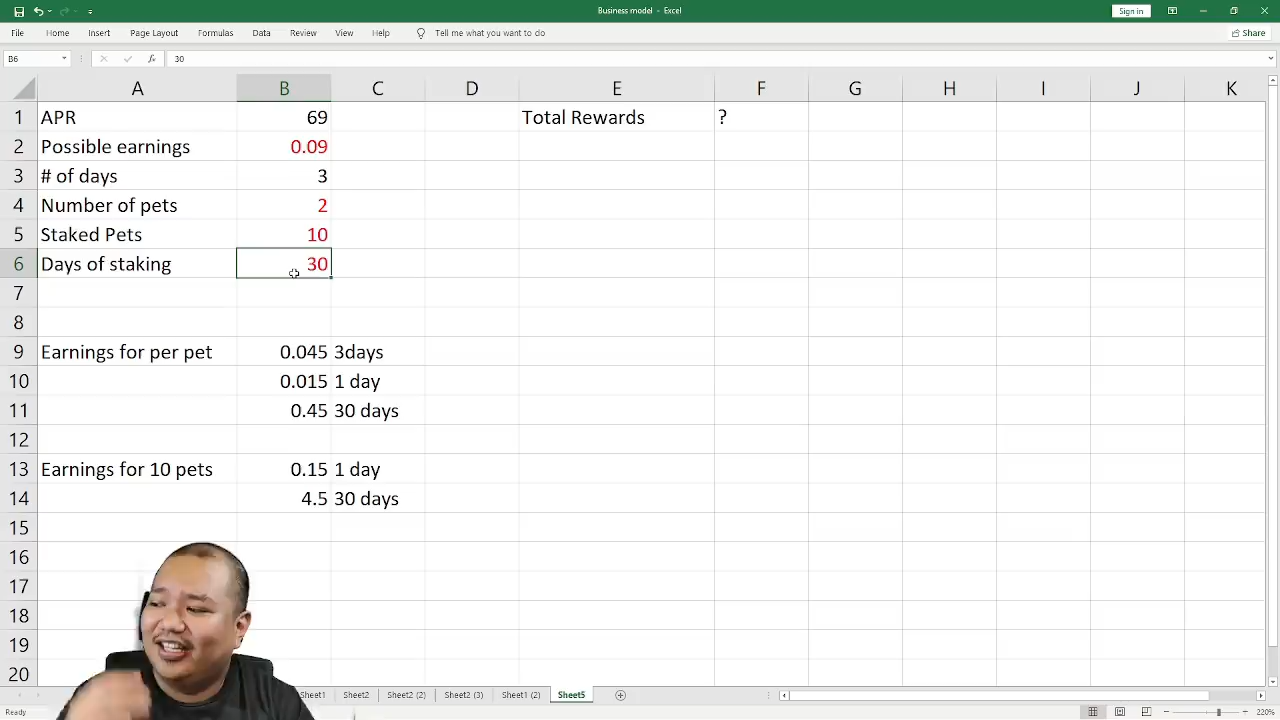 Business model - Excel
Sign in
File Home Insert Page Layout Formulas Data Review View Help Tell me what you want to do Share
B6 fx 30
A B C D E F G H I J K
1 APR 69 Total Rewards ?
2 Possible earnings 0.09
3 # of days 3
4 Number of pets 2
5 Staked Pets 10
6 Days of staking 30
7
8
9 Earnings for per pet 0.045 3days
10 0.015 1 day
11 0.45 30 days
12
13 Earnings for 10 pets 0.15 1 day
14 4.5 30 days
15
16
17
18
19
20
Sheet1 Sheet2 Sheet2 (2) Sheet2 (3) Sheet1 (2) Sheet5
Ready 220%